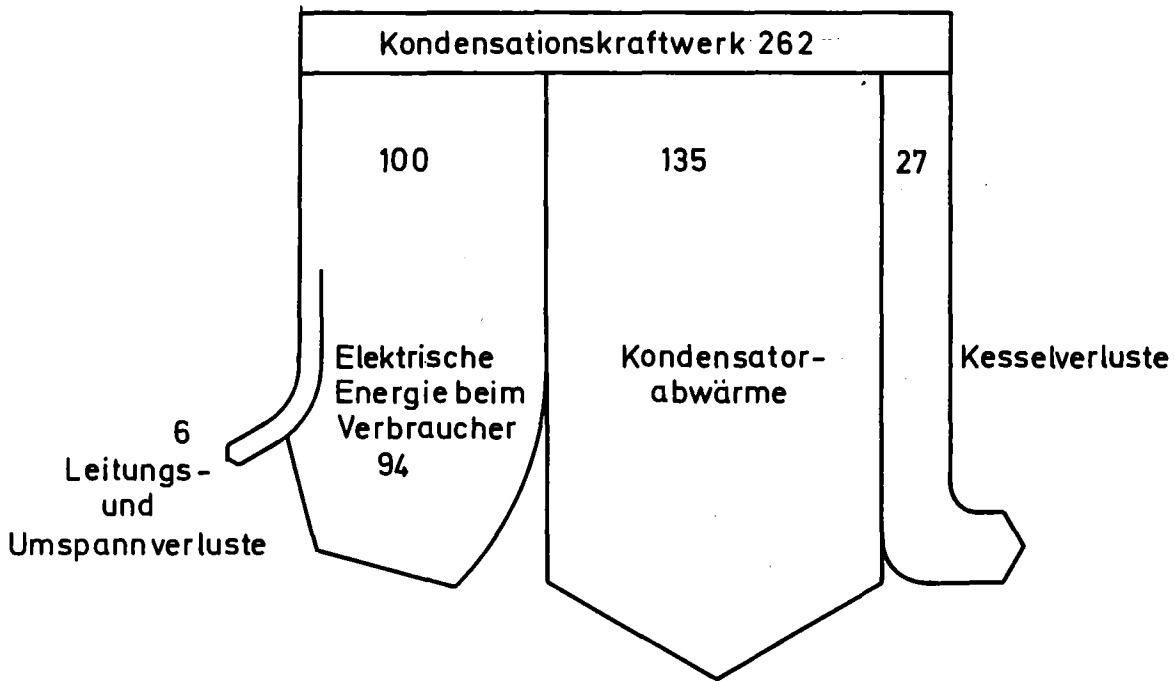 Kondensationskraftwerk 262
100
135
27
Elektrische
Energie beim
Verbraucher
94
Kondensator-
abwärme
Kesselverluste
6
Leitungs-
und
Umspannverluste